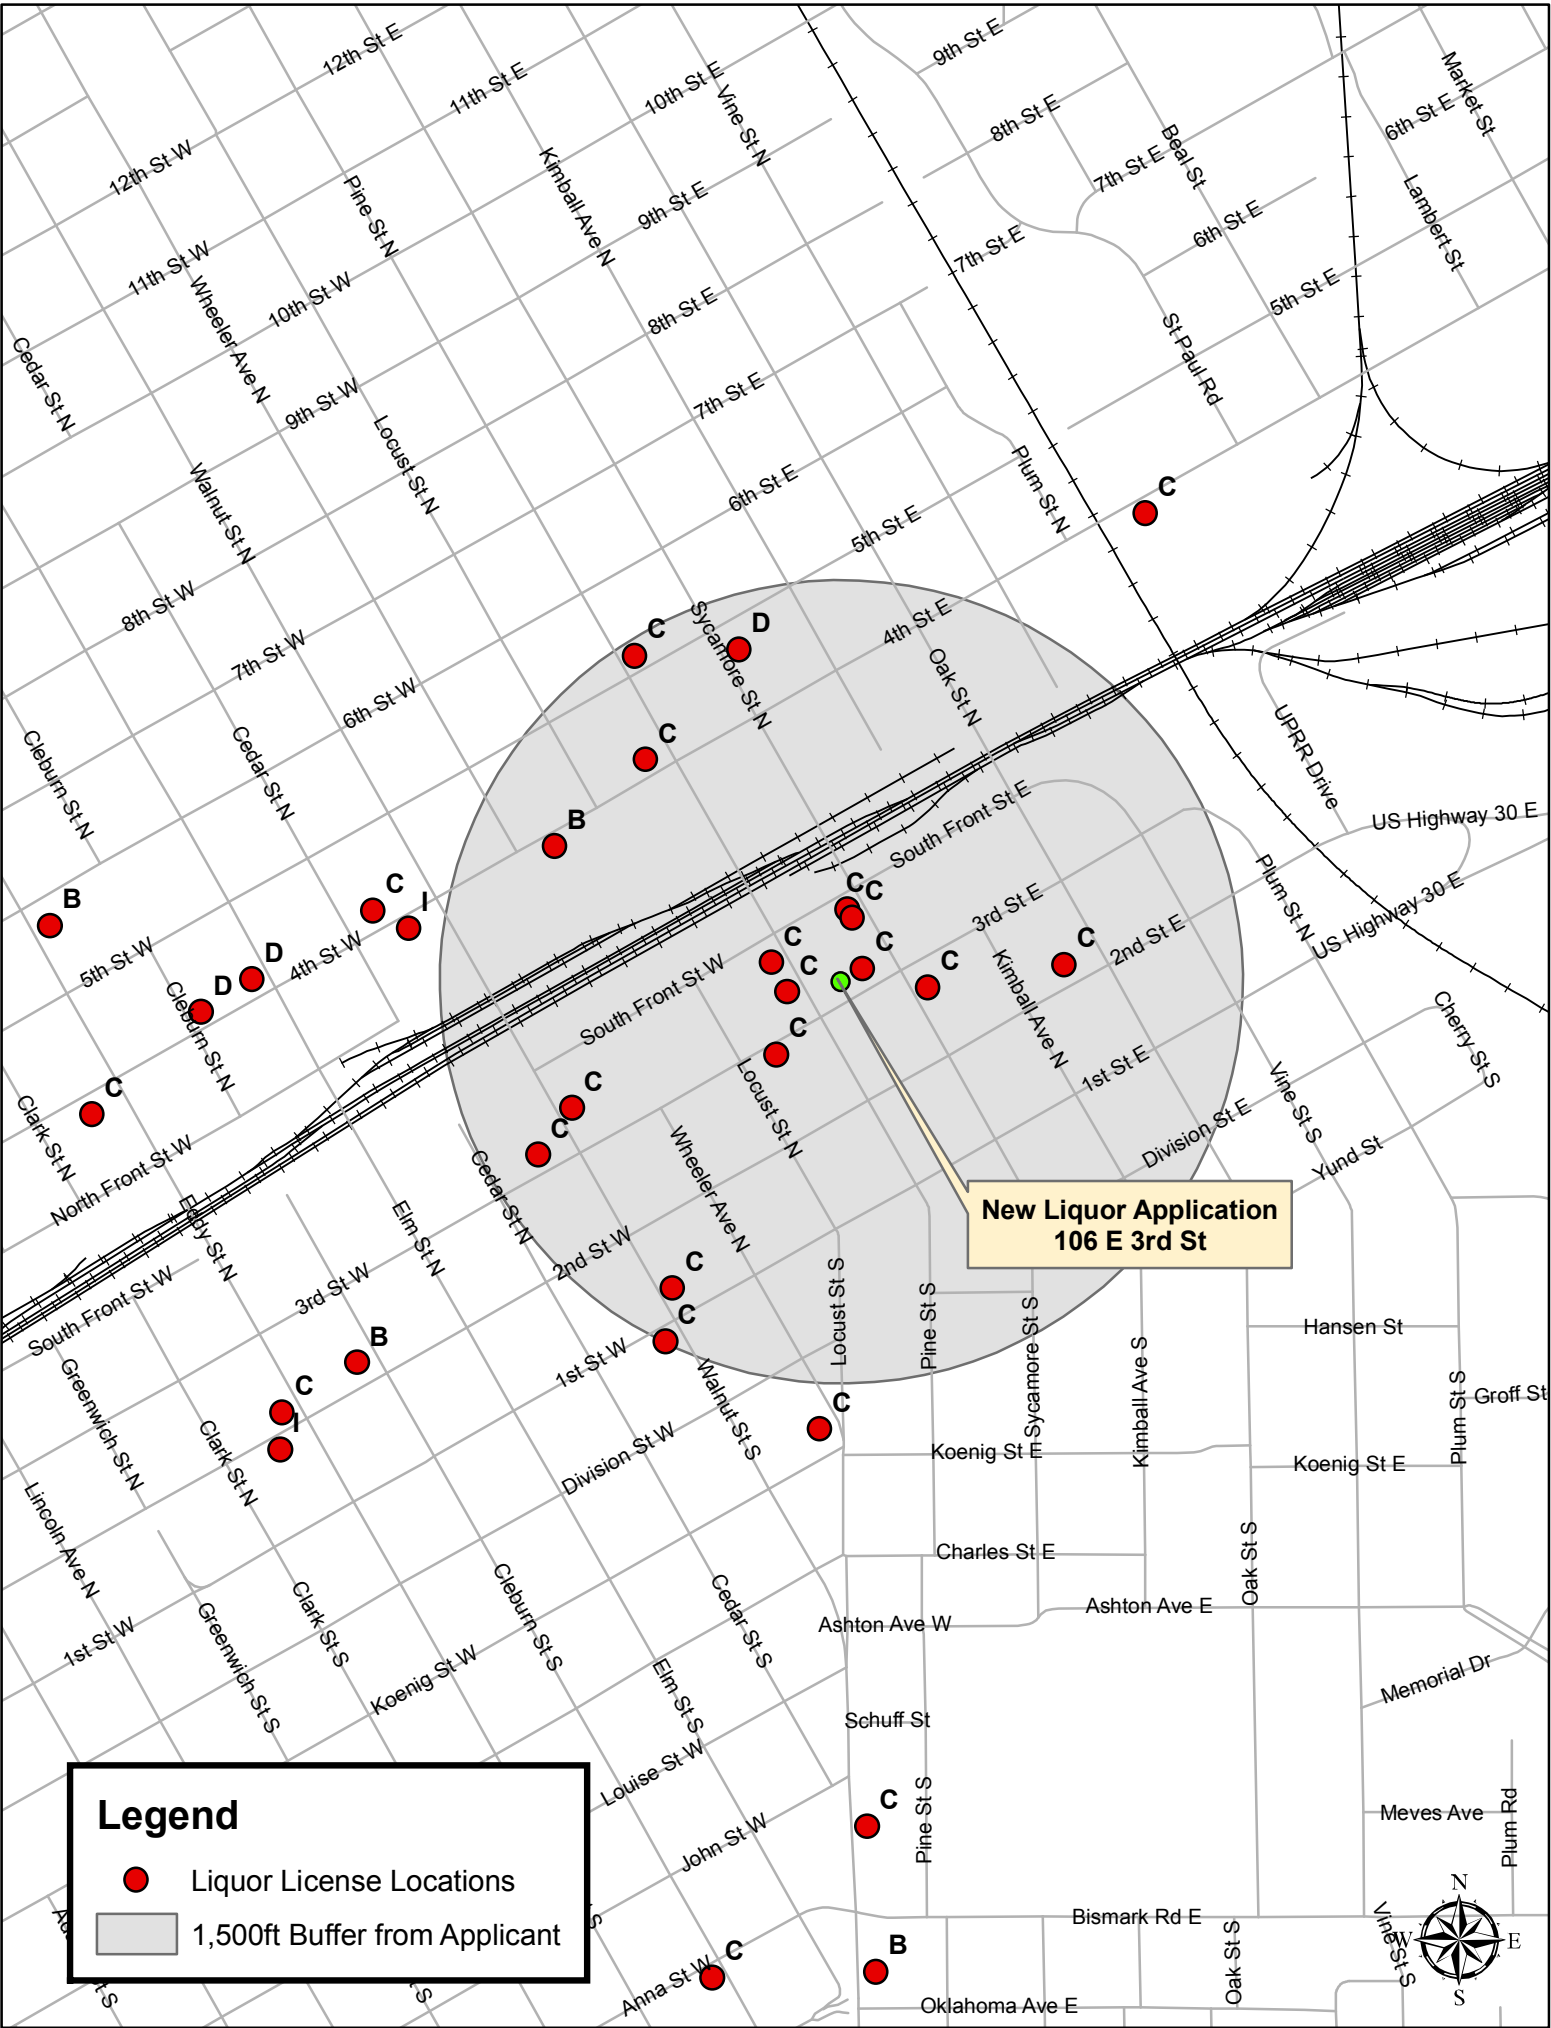 12th St E
9th St E
11th St E
10th St E
Vine St N
Market St
6th St E
8th St E
Beal St
7th St E
12th St W
Pine St N
Kimball Ave N
9th St E
Lambert St
6th St E
7th St E
11th St W
10th St W
Wheeler Ave N
8th St E
5th St E
Cedar St N
St Paul Rd
9th St W
7th St E
Locust St N
Plum St N
6th St E
C
Walnut St N
5th St E
8th St W
4th St E
C
Sycamore St N
D
7th St W
Oak St N
6th St W
C
Cleburn St N
Cedar St N
UPRR Drive
South Front St E
US Highway 30 E
B
C
C
B
C
I
3rd St E
Plum St N
US Highway 30 E
5th St W
D
4th St W
C
C
C
C
C
2nd St E
D
Cleburn St N
South Front St W
Kimball Ave N
Cherry St S
C
Locust St N
1st St E
Vine St S
C
Clark St N
C
C
Division St E
Yund St
North Front St W
Cedar St N
Wheeler Ave N
Eddy St N
Elm St N
2nd St W
New Liquor Application
106 E 3rd St
South Front St W
3rd St W
C
C
Locust St S
Pine St S
Sycamore St S
Kimball Ave S
Hansen St
B
1st St W
Greenwich St N
C
I
Walnut St S
C
Plum St S
Groff St
Clark St N
Division St W
Koenig St E
Koenig St E
Lincoln Ave N
Oak St S
Charles St E
Cleburn St S
Cedar St S
Clark St S
Greenwich St S
Ashton Ave W
Ashton Ave E
1st St W
Koenig St W
Elm St S
Memorial Dr
Schuff St
Louise St W
Pine St S
C
Meves Ave
Plum Rd
John St W
Legend
Liquor License Locations
1,500ft Buffer from Applicant
Bismark Rd E
Oak St S
Vine St S
N
W
E
S
C
B
Anna St W
Oklahoma Ave E
St S
S
S